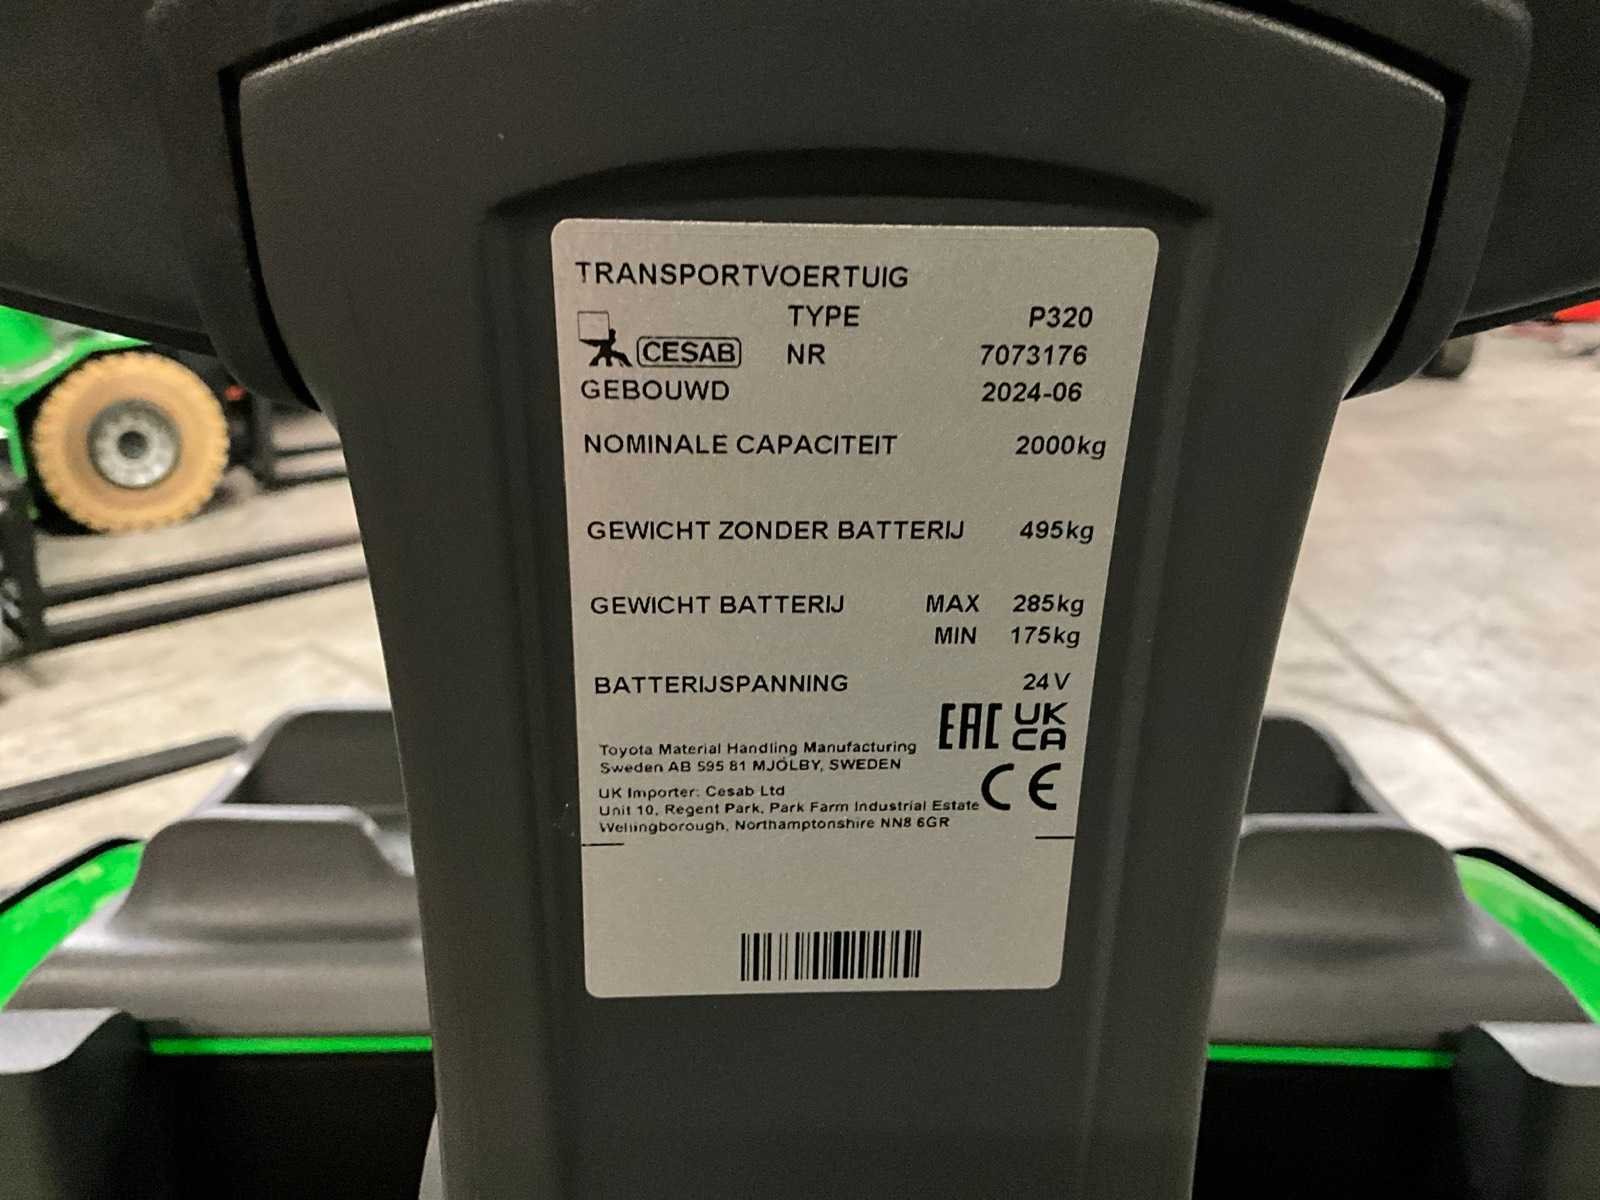 TRANSPORTVOERTUIG
TYPE P320
CESAB NR 7073176
GEBOUWD 2024-06
NOMINALE CAPACITEIT 2000kg
GEWICHT ZONDER BATTERIJ 495kg
GEWICHT BATTERIJ MAX 285kg
MIN 175kg
BATTERIJSPANNING 24V
EAC UK
CA
Toyota Material Handling Manufacturing
Sweden AB 595 81 MJÖLBY, SWEDEN
CE
UK Importer: Cesab Ltd
Unit 10, Regent Park, Park Farm Industrial Estate
Wellingborough, Northamptonshire NN8 6GR